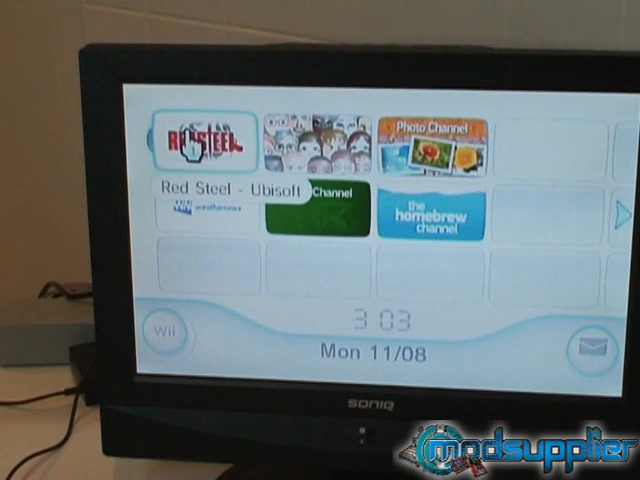 RED STEEL
Photo Channel
Red Steel - Ubisoft
Channel
weathernews
the
homebrew
channel
3 03
Wii
Mon 11/08
SONIQ
modsupplier